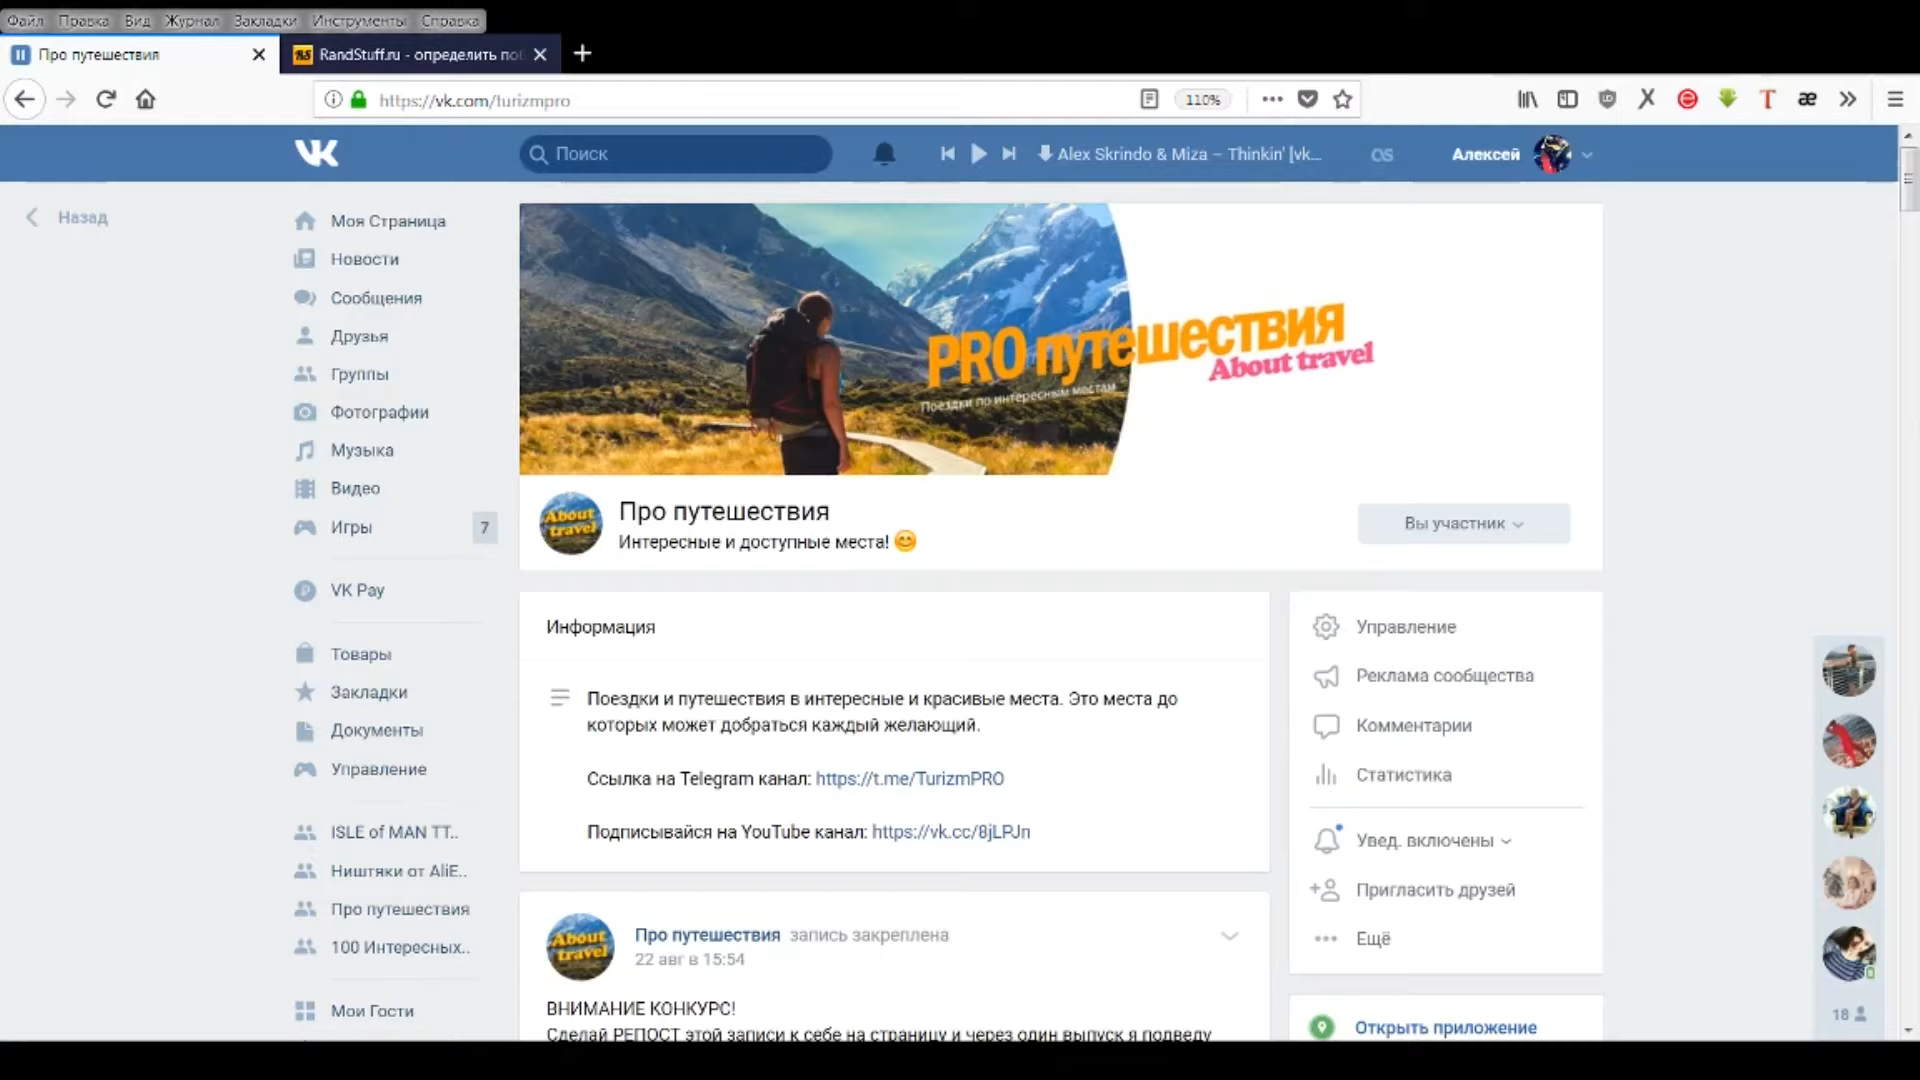 Файл Правка Вид Журнал Закладки Инструменты Справка
Про путешествия
RandStuff.ru - определить по
https://vk.com/turizmpro
110%
Поиск
Alex Skrindo & Miza – Thinkin' [vk...
Алексей
Назад
Моя Страница
Новости
Сообщения
Друзья
Группы
Фотографии
Музыка
Видео
Игры
7
VK Pay
Товары
Закладки
Документы
Управление
ISLE of MAN TT..
Ништяки от AliE..
Про путешествия
100 Интересных..
Мои Гости
PRO путешествия
About travel
Поездки по интересным местам
About
travel
Про путешествия
Интересные и доступные места!
Вы участник
Информация
Поездки и путешествия в интересные и красивые места. Это места до
которых может добраться каждый желающий.
Ссылка на Telegram канал: https://t.me/TurizmPRO
Подписывайся на YouTube канал: https://vk.cc/8jLPJn
About
travel
Про путешествия запись закреплена
22 авг в 15:54
ВНИМАНИЕ КОНКУРС!
Сделай РЕПОСТ этой записи к себе на страницу и через один выпуск я подведу
Управление
Реклама сообщества
Комментарии
Статистика
Увед. включены
Пригласить друзей
Ещё
Открыть приложение
18